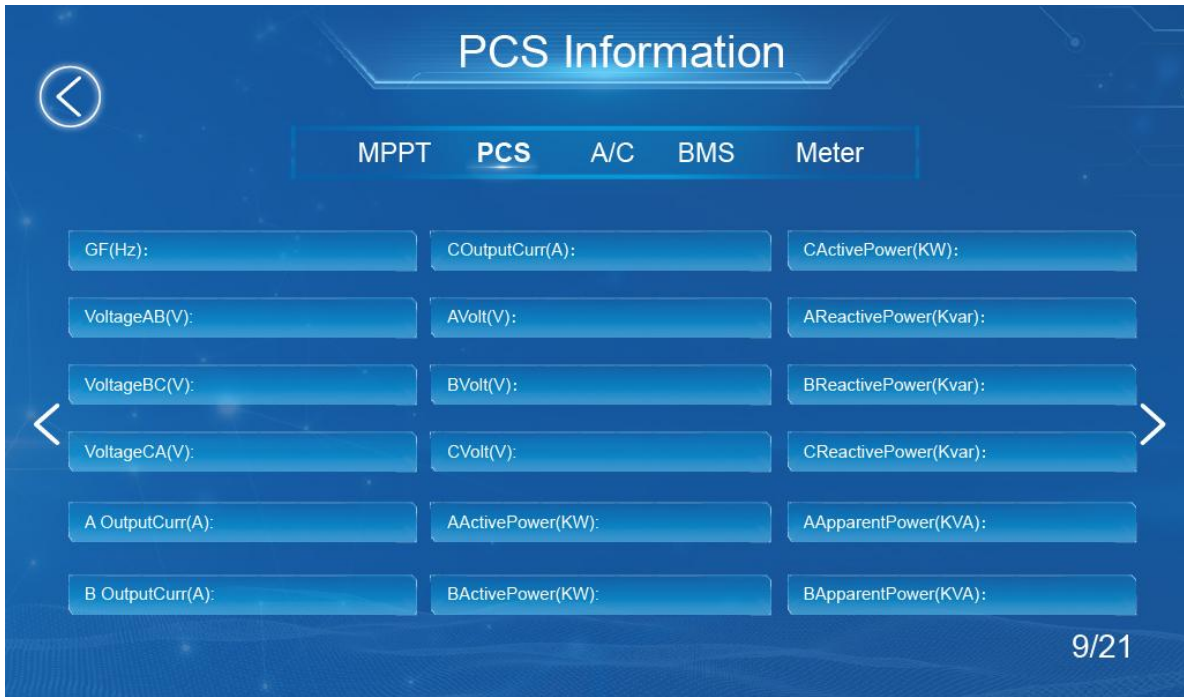 PCS Information
MPPT PCS A/C BMS Meter
GF(Hz):
COutputCurr(A):
CActivePower(KW):
VoltageAB(V):
AVolt(V):
AReactivePower(Kvar):
VoltageBC(V):
BVolt(V):
BReactivePower(Kvar):
VoltageCA(V):
CVolt(V):
CReactivePower(Kvar):
A OutputCurr(A):
AActivePower(KW):
AApparentPower(KVA):
B OutputCurr(A):
BActivePower(KW):
BApparentPower(KVA):
9/21